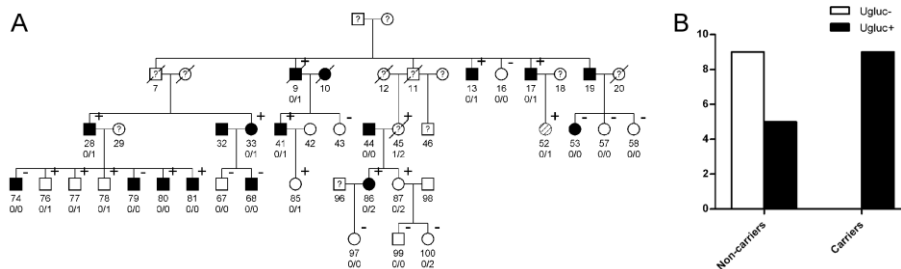 A
? ?
+ + - +
? ? ? ? ? ? ?
7 9 10 12 11 13 16 17 18 19 20
0/1 0/1 0/0 0/1
+ + + - + + - - -
? ? ?
28 29 32 33 41 42 43 44 45 46 52 53 57 58
0/1 0/1 0/1 0/0 1/2 0/1 0/0 0/0 0/0
- + + + - + + - - + + +
?
74 76 77 78 79 80 81 67 68 85 96 86 87 98
0/0 0/1 0/1 0/1 0/0 0/0 0/0 0/0 0/0 0/1 0/2 0/2
- - -
97 99 100
0/0 0/0 0/2
B
Ugluc-
Ugluc+
10
8
6
4
2
0
Non-carriers
Carriers